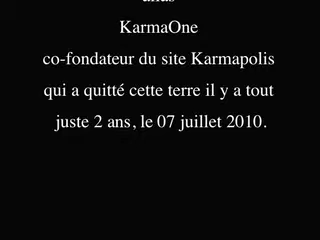 alias
KarmaOne
co-fondateur du site Karmapolis
qui a quitté cette terre il y a tout
juste 2 ans, le 07 juillet 2010.